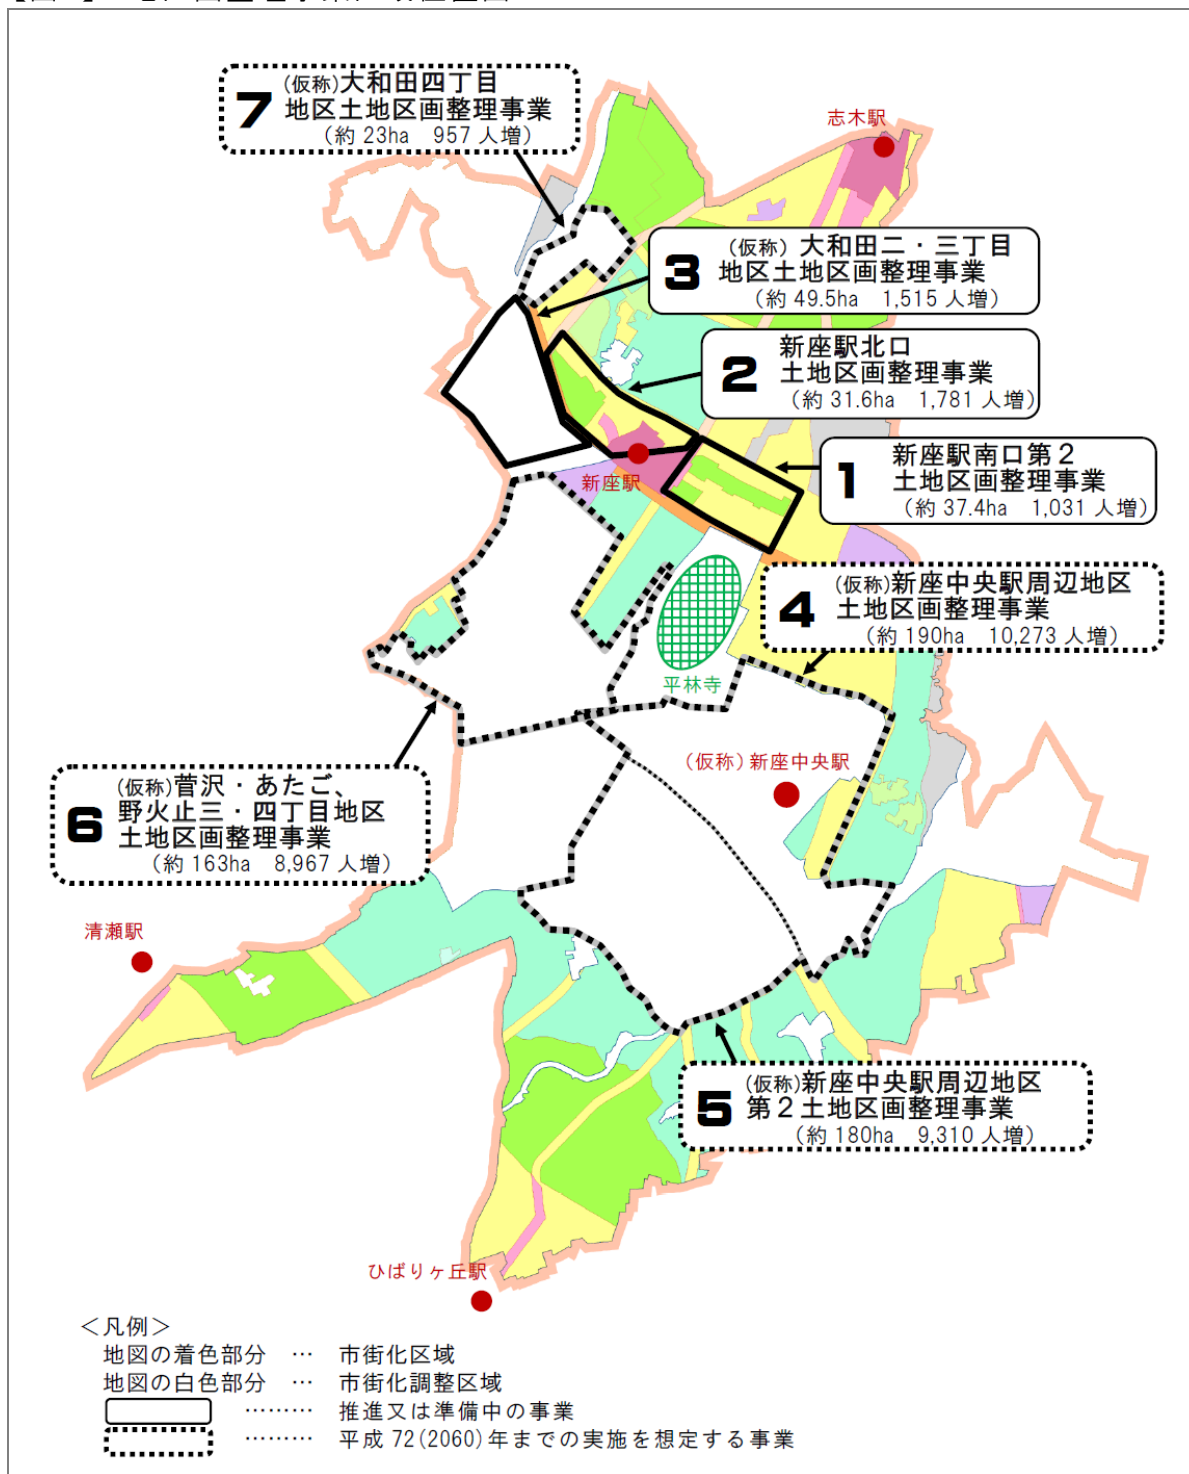 7
(仮称)大和田四丁目
地区土地区画整理事業
(約 23ha 957 人増)
志木駅
3
(仮称) 大和田二・三丁目
地区土地区画整理事業
(約 49.5ha 1,515 人増)
2
新座駅北口
土地区画整理事業
(約 31.6ha 1,781 人増)
1
新座駅南口第2
土地区画整理事業
(約 37.4ha 1,031 人増)
新座駅
4
(仮称)新座中央駅周辺地区
土地区画整理事業
(約 190ha 10,273 人増)
平林寺
(仮称) 新座中央駅
6
(仮称)菅沢・あたご、
野火止三・四丁目地区
土地区画整理事業
(約 163ha 8,967 人増)
清瀬駅
5
(仮称)新座中央駅周辺地区
第2土地区画整理事業
(約 180ha 9,310 人増)
ひばりヶ丘駅
<凡例>
地図の着色部分 … 市街化区域
地図の白色部分 … 市街化調整区域
……… 推進又は準備中の事業
……… 平成 72(2060)年までの実施を想定する事業